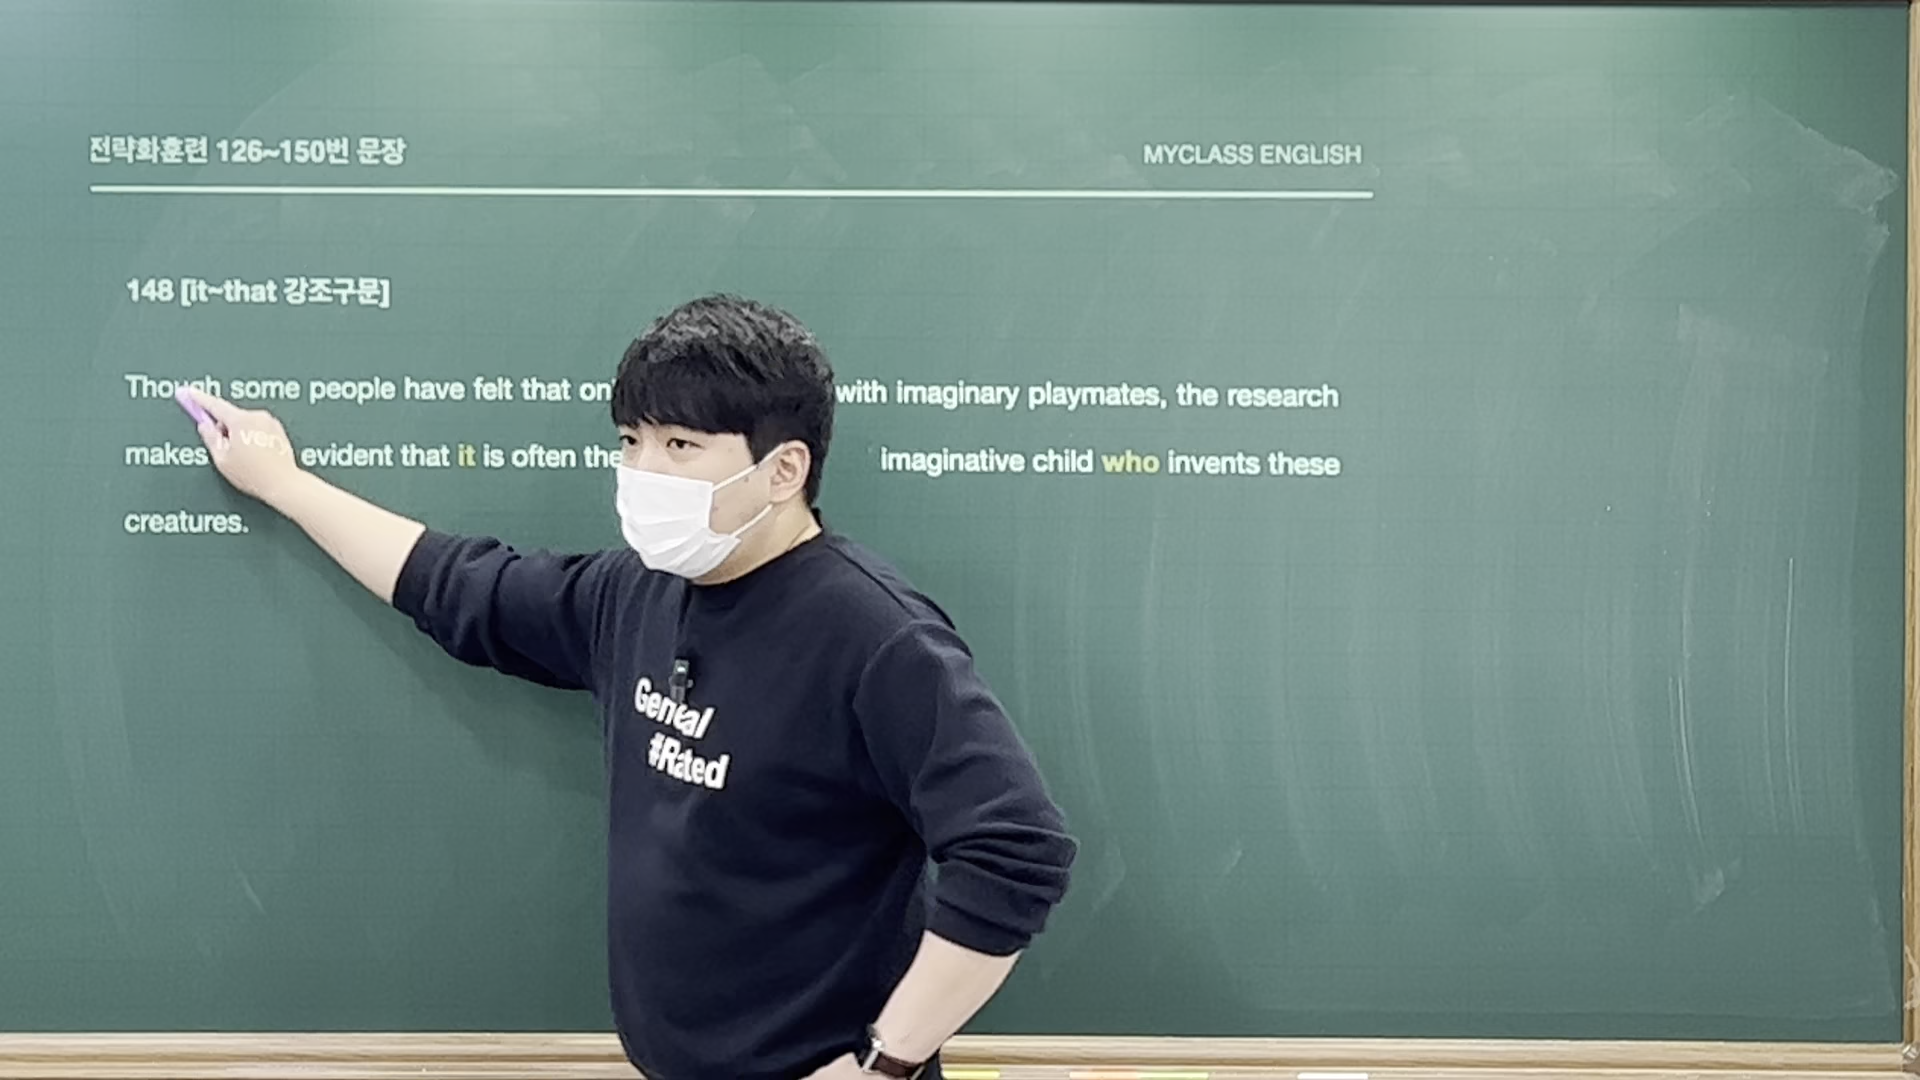 전략화훈련 126~150번 문장
MYCLASS ENGLISH
148 [it~that 강조구문]
Though some people have felt that with imaginary playmates, the research
makes it very evident that it is often the imaginative child who invents these
creatures.
General
#Rated